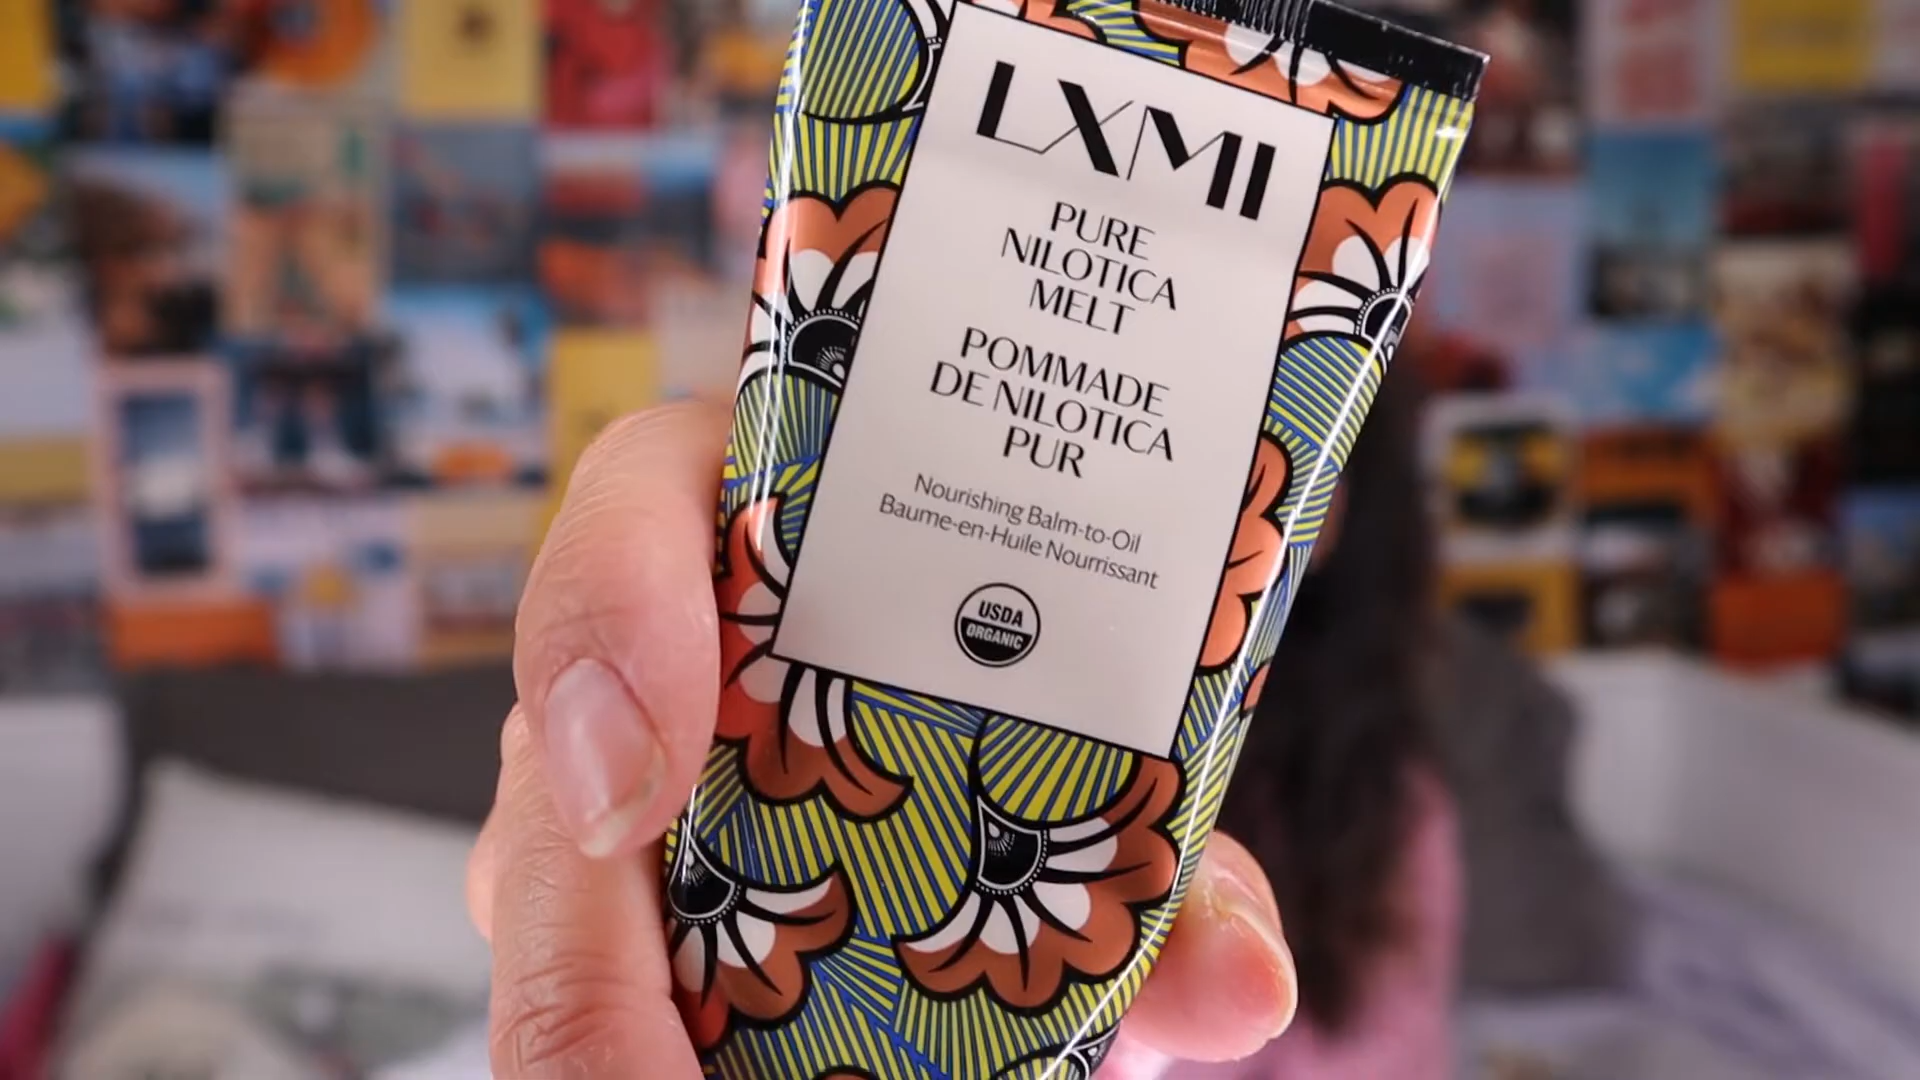 LXMI
PURE
NILOTICA
MELT
POMMADE
DE NILOTICA
PUR
Nourishing Balm-to-Oil
Baume-en-Huile Nourrissant
USDA
ORGANIC